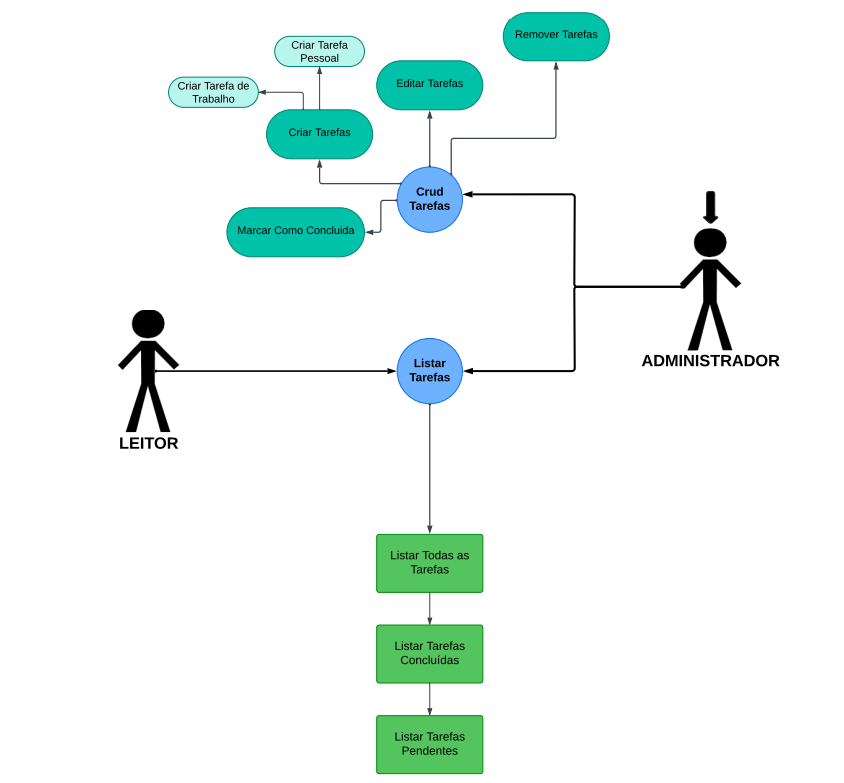 Remover Tarefas
Criar Tarefa
Pessoal
Editar Tarefas
Criar Tarefa de
Trabalho
Criar Tarefas
Crud
Tarefas
Marcar Como Concluida
ADMINISTRADOR
Listar
Tarefas
LEITOR
Listar Todas as
Tarefas
Listar Tarefas
Concluídas
Listar Tarefas
Pendentes